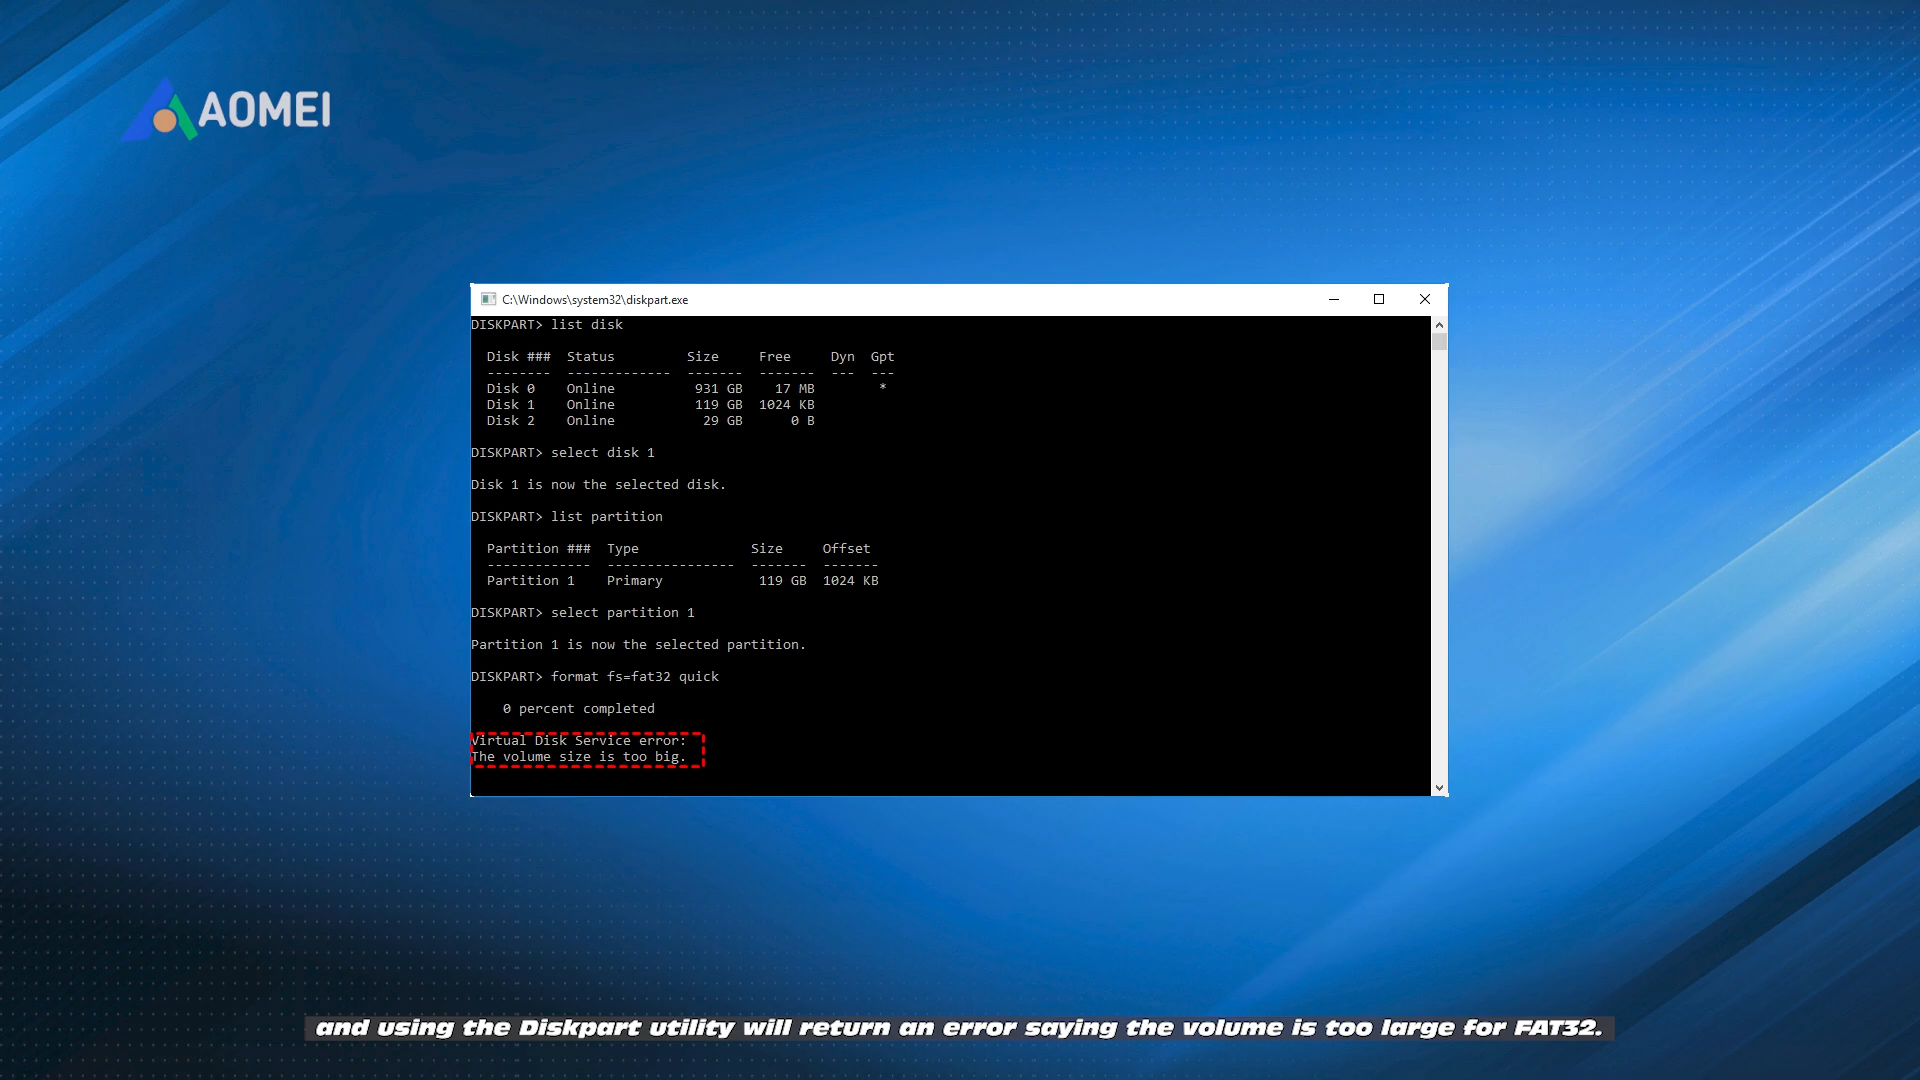 AOMEI
C:\Windows\system32\diskpart.exe
DISKPART> list disk
Disk ###  Status         Size     Free     Dyn  Gpt
--------  -------------  -------  -------  ---  ---
Disk 0    Online          931 GB    17 MB        *
Disk 1    Online          119 GB  1024 KB
Disk 2    Online           29 GB      0 B
DISKPART> select disk 1
Disk 1 is now the selected disk.
DISKPART> list partition
Partition ###  Type              Size     Offset
-------------  ----------------  -------  -------
Partition 1    Primary            119 GB  1024 KB
DISKPART> select partition 1
Partition 1 is now the selected partition.
DISKPART> format fs=fat32 quick
0 percent completed
Virtual Disk Service error:
The volume size is too big.
and using the Diskpart utility will return an error saying the volume is too large for FAT32.